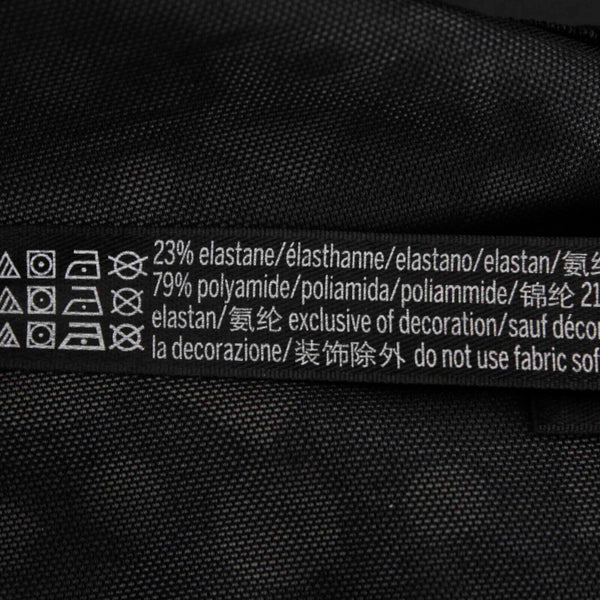 23% elastane/élasthanne/elastano/elastan/氨纶
79% polyamide/poliamida/poliammide/锦纶 21
elastan/氨纶 exclusive of decoration/sauf décor
la decorazione/装饰除外 do not use fabric sof